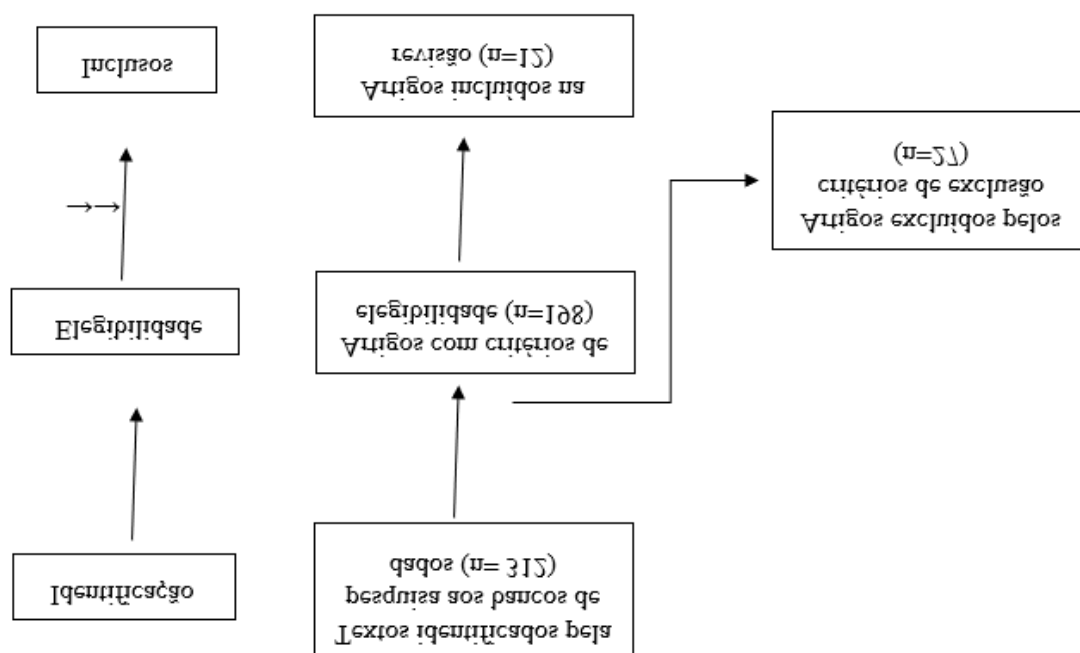 Identificação
Textos identificados pela
pesquisa aos bancos de
dados (n= 312)
Elegibilidade
Artigos com critérios de
elegibilidade (n=198)
Artigos excluídos pelos
critérios de exclusão
(n=27)
Inclusos
Artigos incluídos na
revisão (n=12)